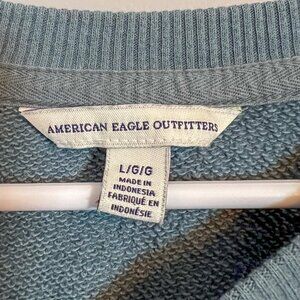 AMERICAN EAGLE OUTFITTERS
L/G/G
MADE IN
INDONESIA
FABRIQUÉ EN
INDONÉSIE